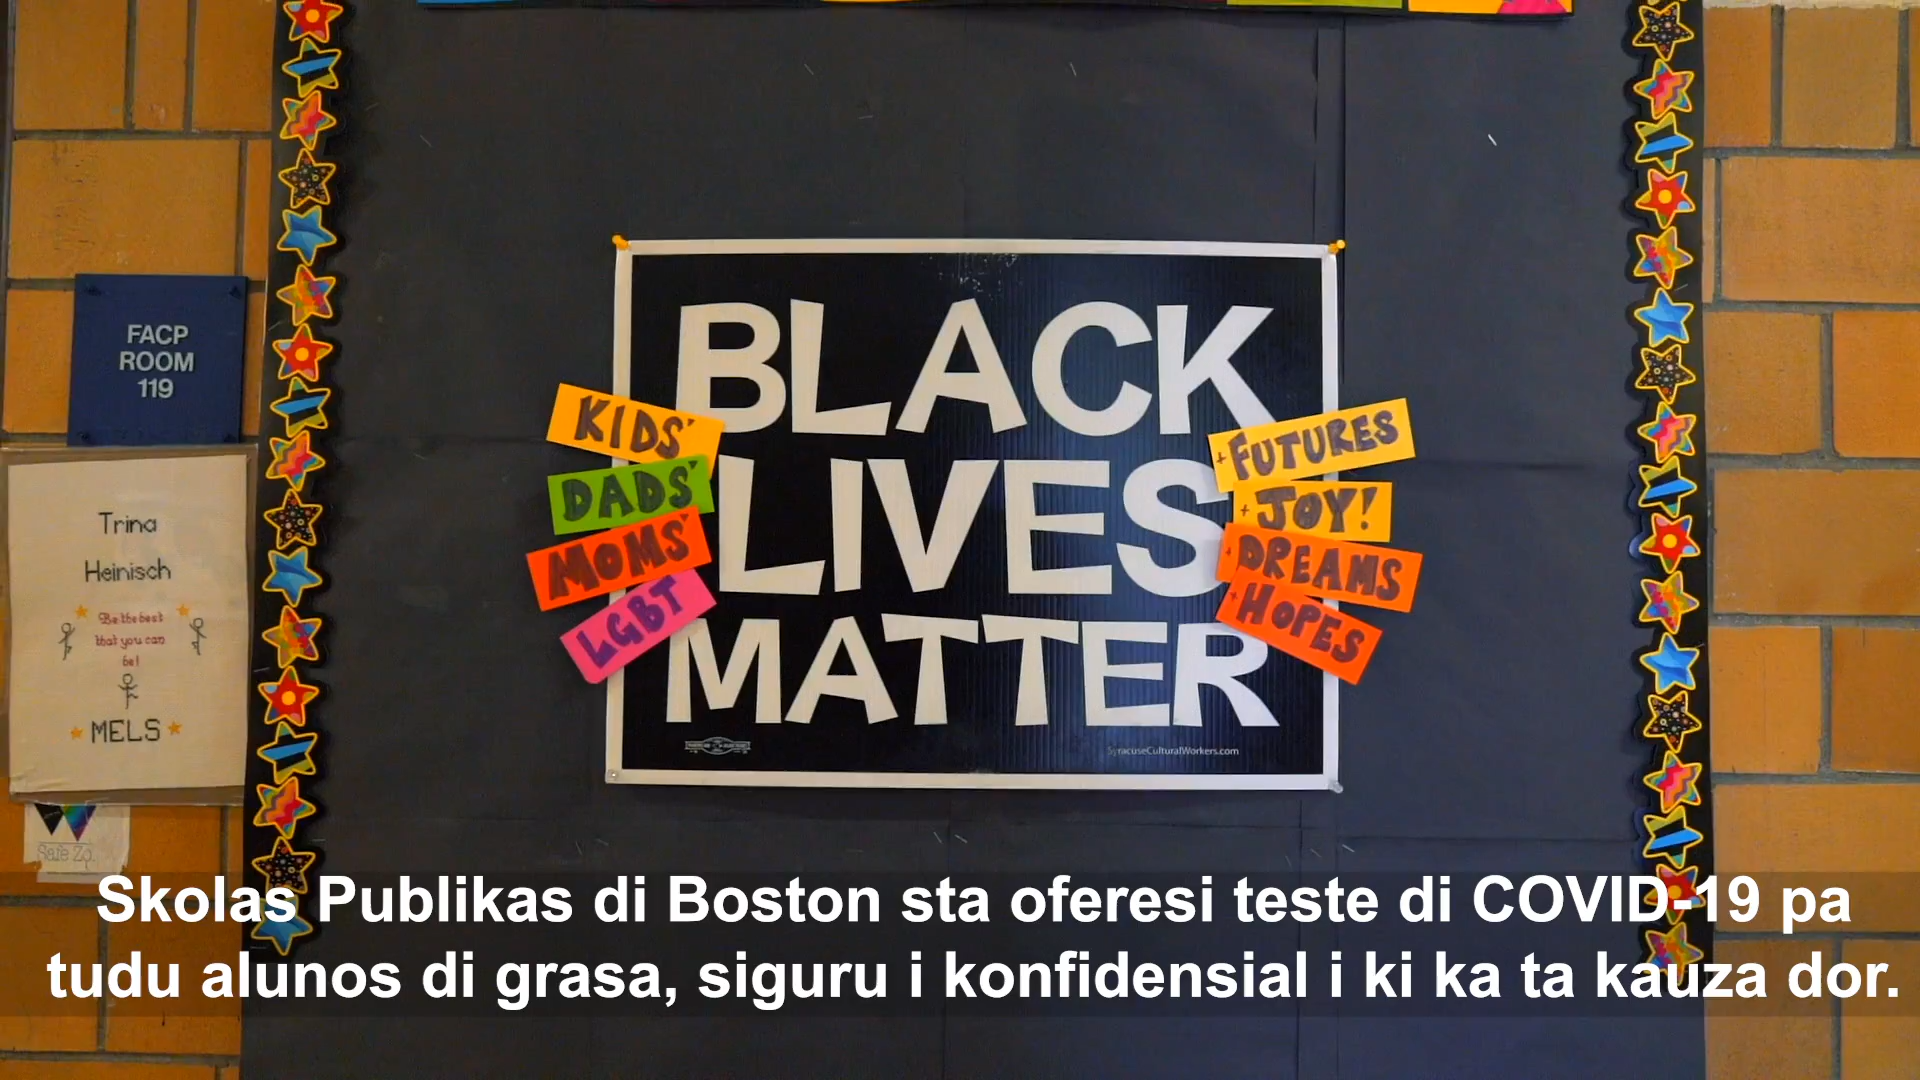 FACP
ROOM
119
Trina
Heinisch
Be the best
that you can
be!
MELS
Safe Zo
BLACK
LIVES
MATTER
KIDS'
DADS'
MOMS'
LGBT
+ FUTURES
+ JOY!
+ DREAMS
+ HOPES
SyracuseCulturalWorkers.com
Skolas Publikas di Boston sta oferesi teste di COVID-19 pa
tudu alunos di grasa, siguru i konfidensial i ki ka ta kauza dor.